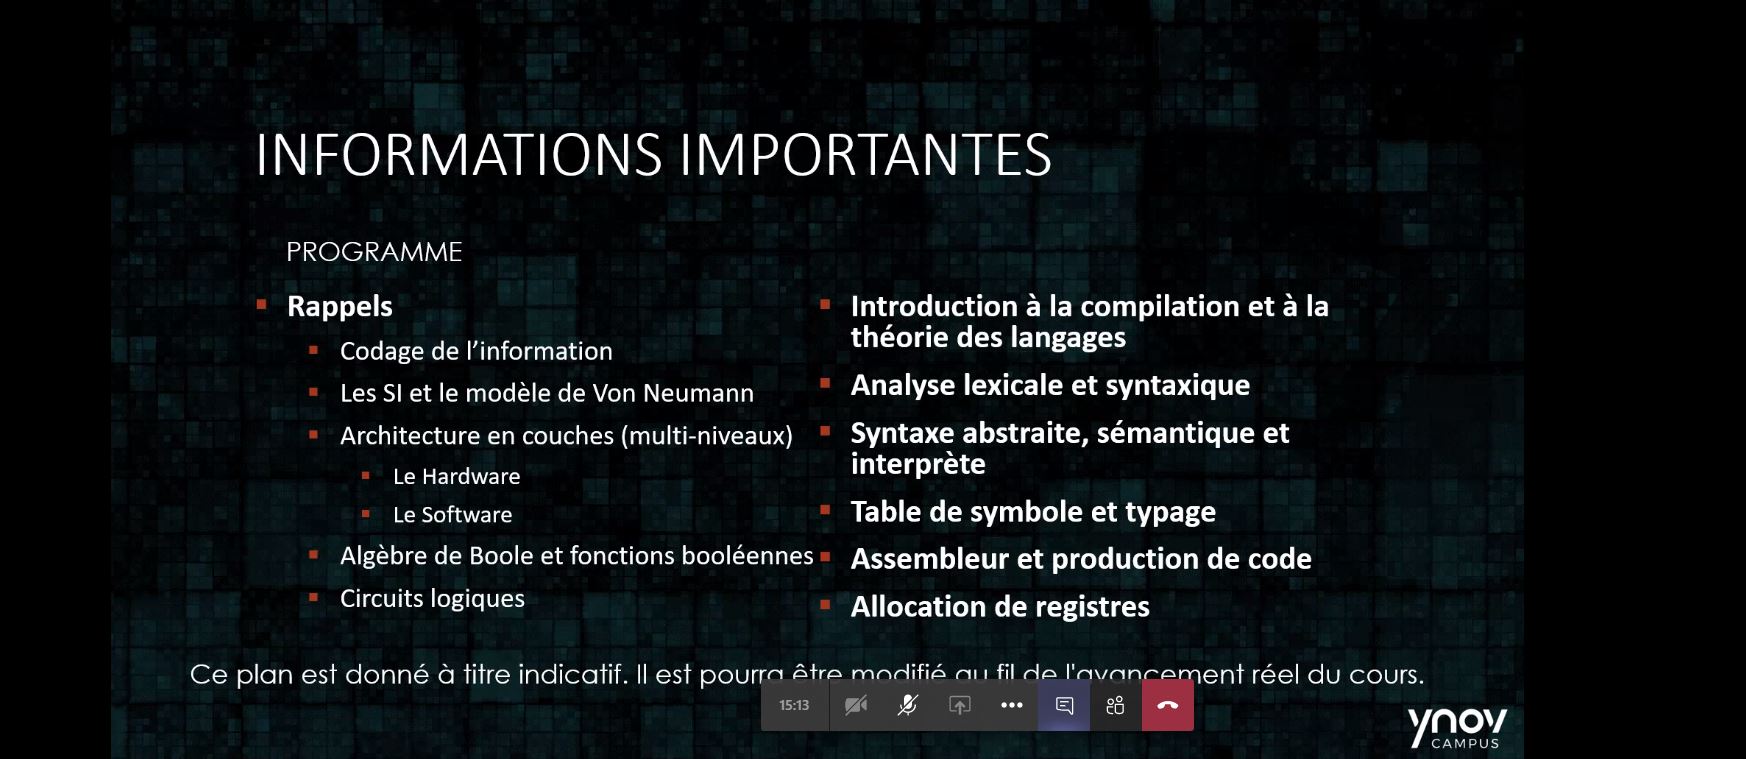 INFORMATIONS IMPORTANTES
PROGRAMME
Rappels
Codage de l’information
Les SI et le modèle de Von Neumann
Architecture en couches (multi-niveaux)
Le Hardware
Le Software
Algèbre de Boole et fonctions booléennes
Circuits logiques
Introduction à la compilation et à la
théorie des langages
Analyse lexicale et syntaxique
Syntaxe abstraite, sémantique et
interprète
Table de symbole et typage
Assembleur et production de code
Allocation de registres
Ce plan est donné à titre indicatif. Il est pourra être modifié au fil de l'avancement réel du cours.
15:13
ynov
CAMPUS